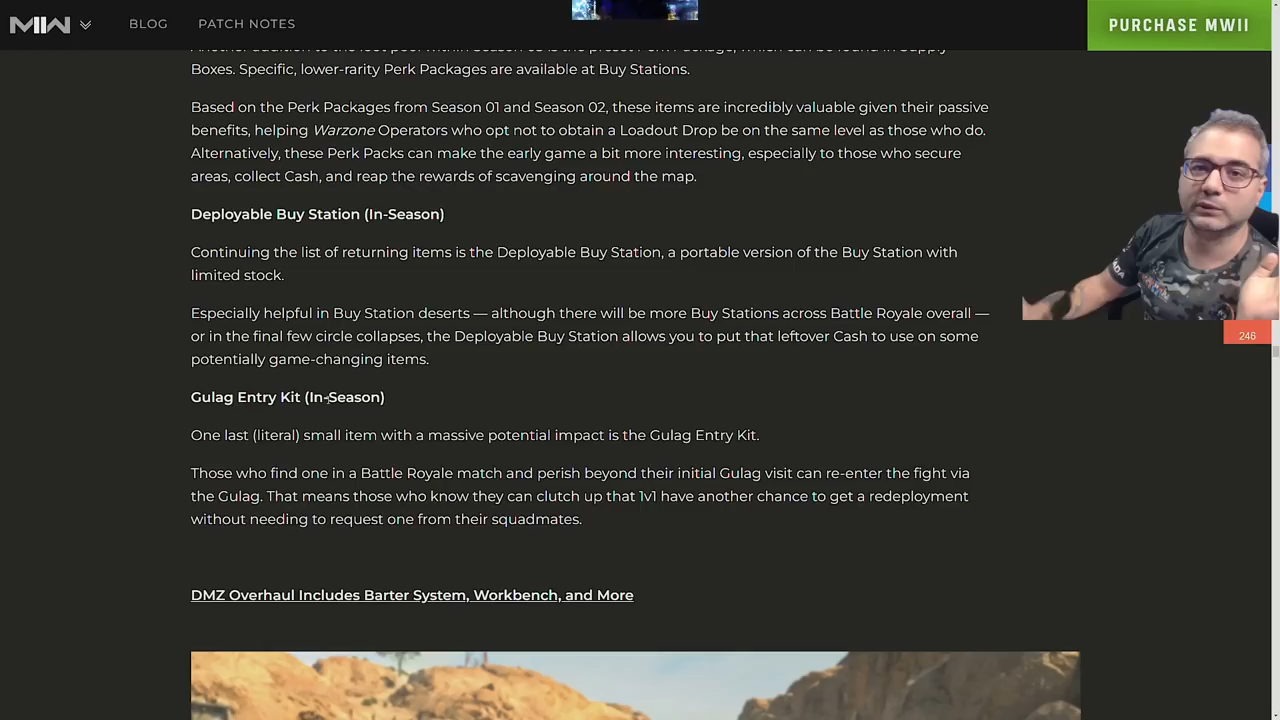 MW BLOG PATCH NOTES PURCHASE MWII
Another addition to the loot pool within Season 03 is the preset Perk Package, which can be found in Supply
Boxes. Specific, lower-rarity Perk Packages are available at Buy Stations.
Based on the Perk Packages from Season 01 and Season 02, these items are incredibly valuable given their passive
benefits, helping Warzone Operators who opt not to obtain a Loadout Drop be on the same level as those who do.
Alternatively, these Perk Packs can make the early game a bit more interesting, especially to those who secure
areas, collect Cash, and reap the rewards of scavenging around the map.
Deployable Buy Station (In-Season)
Continuing the list of returning items is the Deployable Buy Station, a portable version of the Buy Station with
limited stock.
Especially helpful in Buy Station deserts — although there will be more Buy Stations across Battle Royale overall —
or in the final few circle collapses, the Deployable Buy Station allows you to put that leftover Cash to use on some
potentially game-changing items.
246
Gulag Entry Kit (In-Season)
One last (literal) small item with a massive potential impact is the Gulag Entry Kit.
Those who find one in a Battle Royale match and perish beyond their initial Gulag visit can re-enter the fight via
the Gulag. That means those who know they can clutch up that 1v1 have another chance to get a redeployment
without needing to request one from their squadmates.
DMZ Overhaul Includes Barter System, Workbench, and More